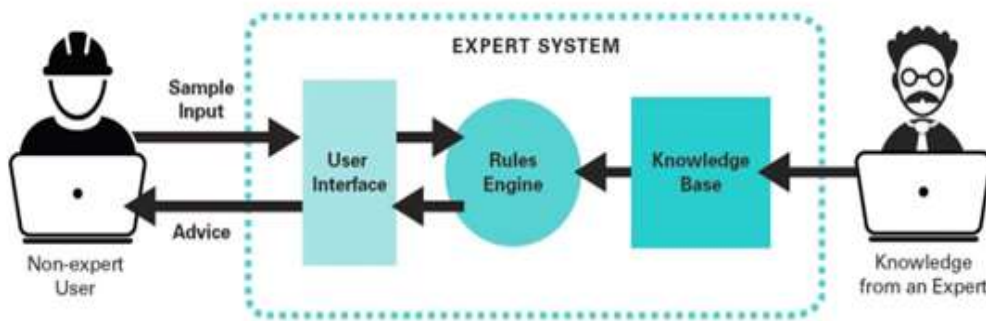 EXPERT SYSTEM
Sample
Input
User
Interface
Rules
Engine
Knowledge
Base
Advice
Non-expert
User
Knowledge
from an Expert